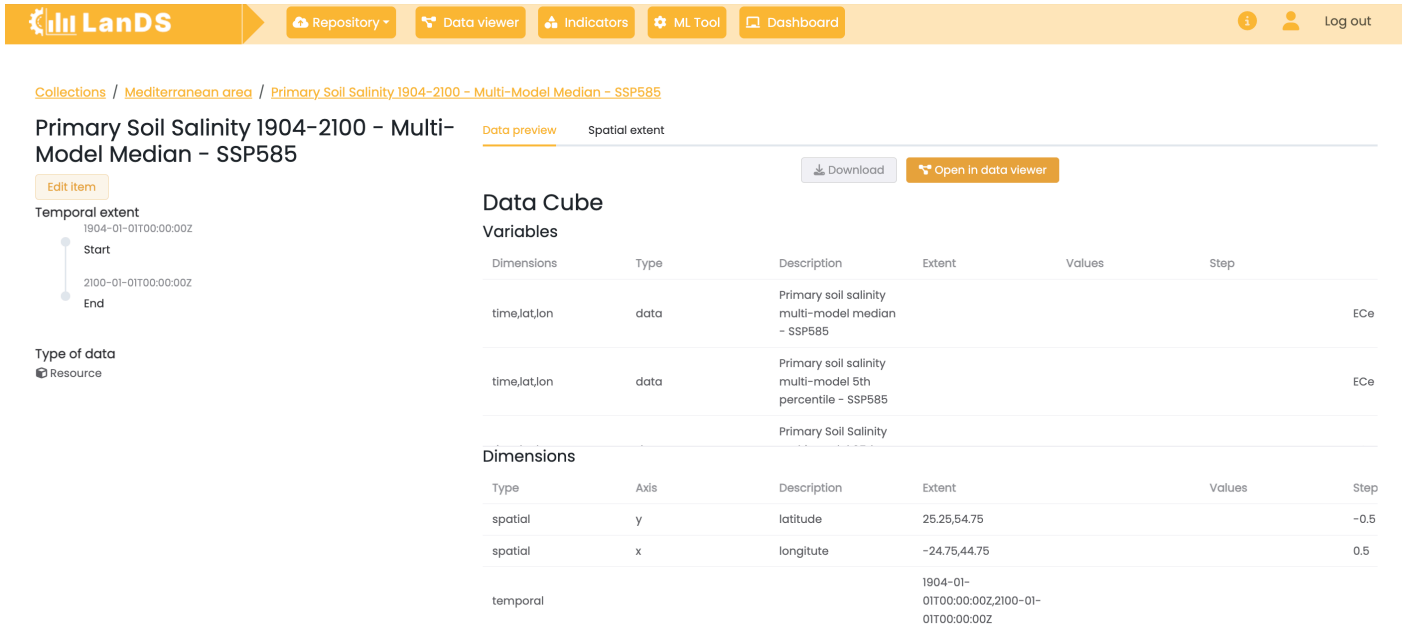 LanDS
Repository
Data viewer
Indicators
ML Tool
Dashboard
i
Log out
Collections / Mediterranean area / Primary Soil Salinity 1904-2100 - Multi-Model Median - SSP585
Primary Soil Salinity 1904-2100 - Multi-
Model Median - SSP585
Edit item
Temporal extent
1904-01-01T00:00:00Z
Start
2100-01-01T00:00:00Z
End
Type of data
Resource
Data preview Spatial extent
Download Open in data viewer
Data Cube
Variables
Dimensions Type Description Extent Values Step
Primary soil salinity
time,lat,lon data multi-model median ECe
- SSP585
Primary soil salinity
time,lat,lon data multi-model 5th ECe
percentile - SSP585
Primary Soil Salinity
Dimensions
Type Axis Description Extent Values Step
spatial y latitude 25.25,54.75 -0.5
spatial x longitute -24.75,44.75 0.5
1904-01-
temporal 01T00:00:00Z,2100-01-
01T00:00:00Z